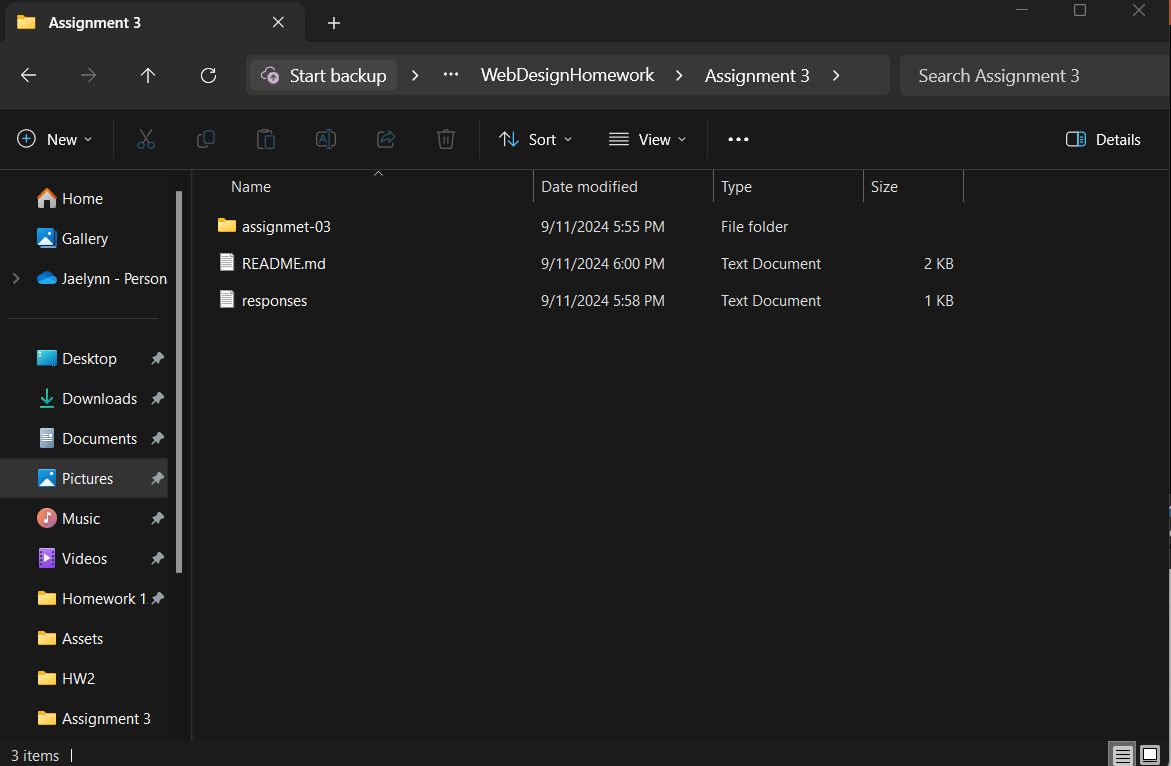 Assignment 3
Start backup ... WebDesignHomework Assignment 3
Search Assignment 3
New Sort View ... Details
Name Date modified Type Size
assignmet-03 9/11/2024 5:55 PM File folder
README.md 9/11/2024 6:00 PM Text Document 2 KB
responses 9/11/2024 5:58 PM Text Document 1 KB
Home
Gallery
Jaelynn - Person
Desktop
Downloads
Documents
Pictures
Music
Videos
Homework 1
Assets
HW2
Assignment 3
3 items